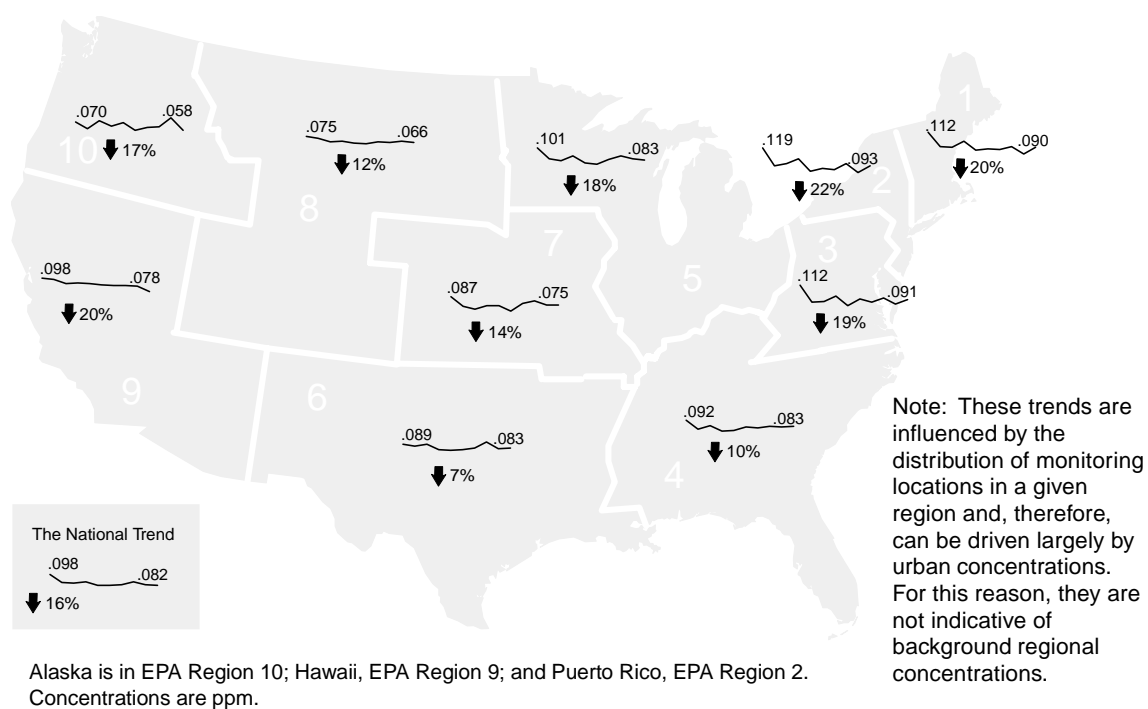 1
.070 .058
10 17%
.075 .066
12%
8
.101 .083
18%
.119 .093
22%
2
.112 .090
20%
.098 .078
20%
9
7
.087 .075
14%
5
3
.112 .091
19%
6
.089 .083
7%
.092 .083
10%
4
Note: These trends are
influenced by the
distribution of monitoring
locations in a given
region and, therefore,
can be driven largely by
urban concentrations.
For this reason, they are
not indicative of
background regional
concentrations.
The National Trend
.098 .082
16%
Alaska is in EPA Region 10; Hawaii, EPA Region 9; and Puerto Rico, EPA Region 2.
Concentrations are ppm.